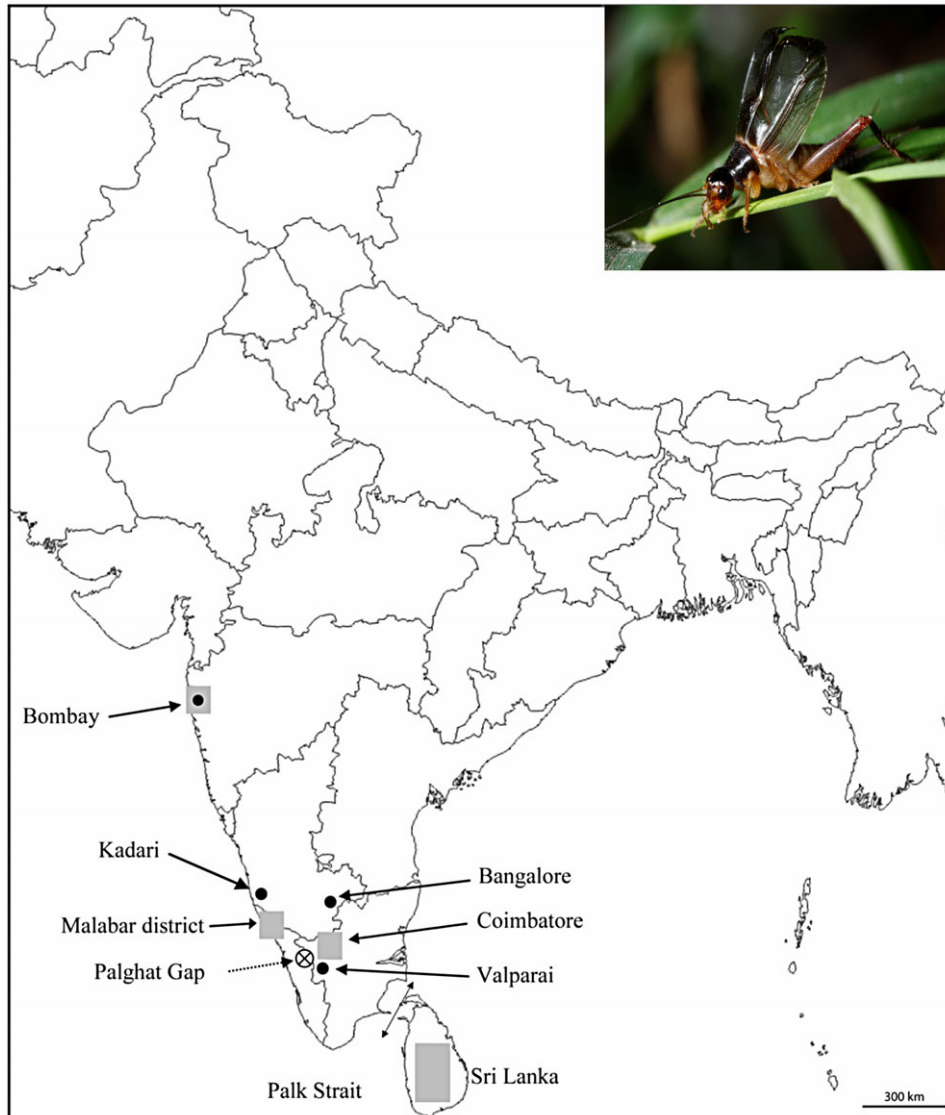 Bombay
Kadari
Bangalore
Malabar district
Coimbatore
Palghat Gap
Valparai
Sri Lanka
Palk Strait
300 km